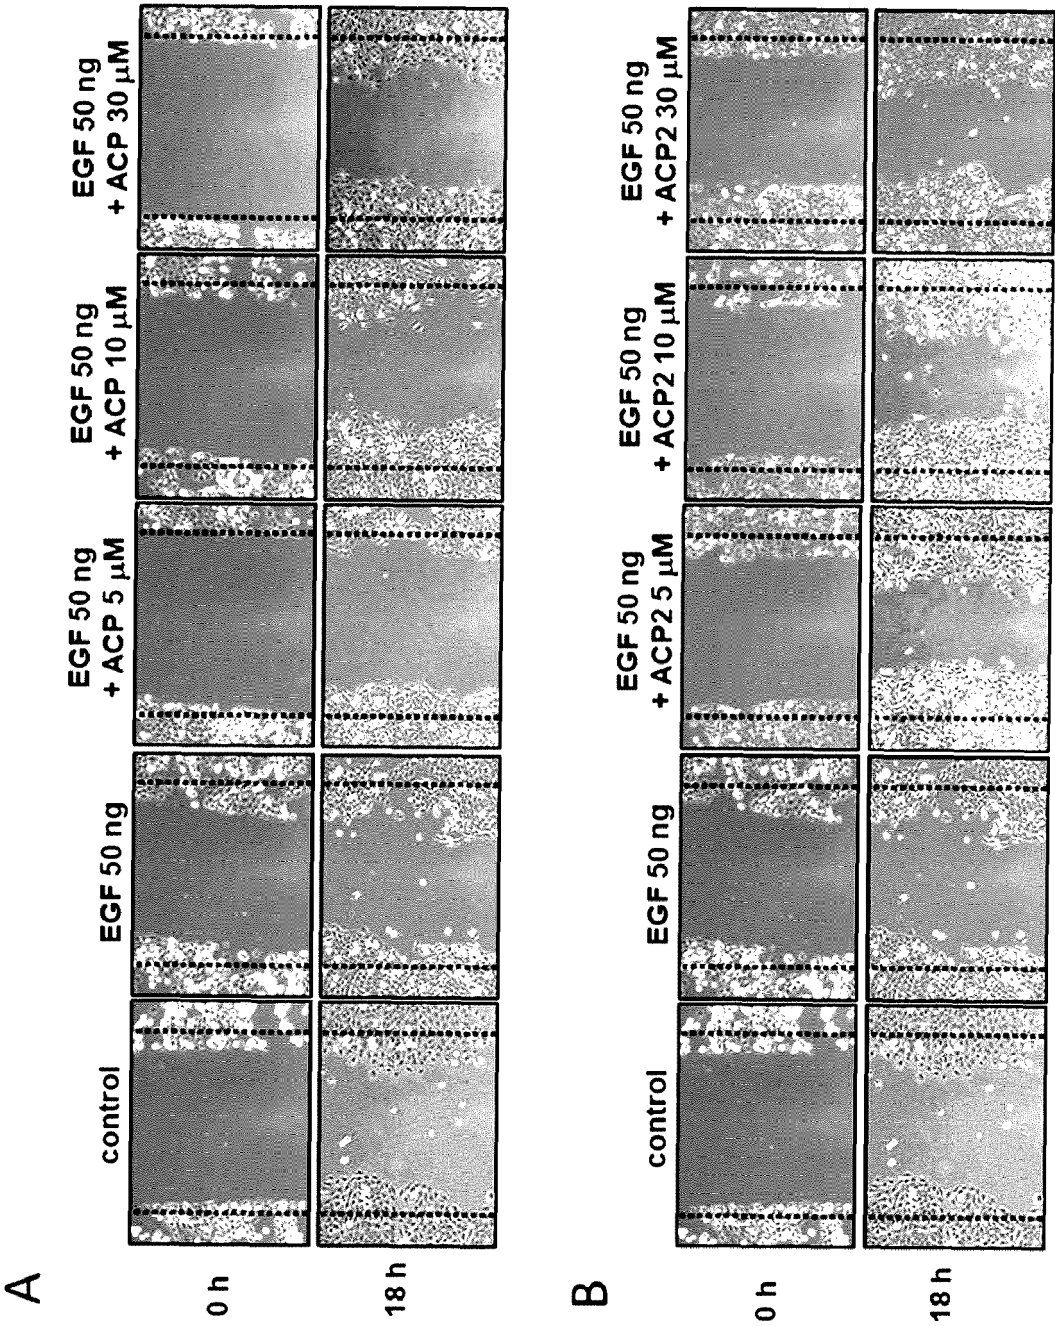 A
control
EGF 50 ng
EGF 50 ng
+ ACP 5 μM
EGF 50 ng
+ ACP 10 μM
EGF 50 ng
+ ACP 30 μM
0 h
18 h
B
control
EGF 50 ng
EGF 50 ng
+ ACP2 5 μM
EGF 50 ng
+ ACP2 10 μM
EGF 50 ng
+ ACP2 30 μM
0 h
18 h